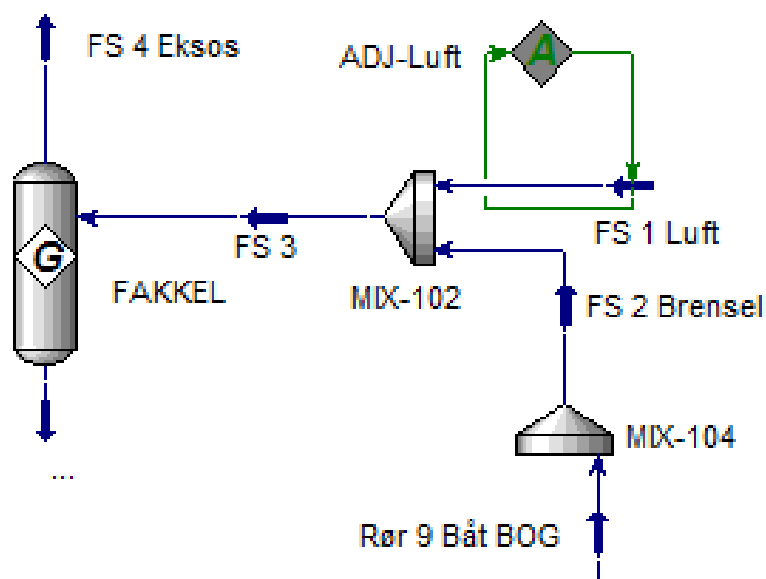 FS 4 Eksos
ADJ-Luft
A
FS 1 Luft
FS 3
G
FAKKEL
MIX-102
FS 2 Brensel
MIX-104
...
Rør 9 Båt BOG